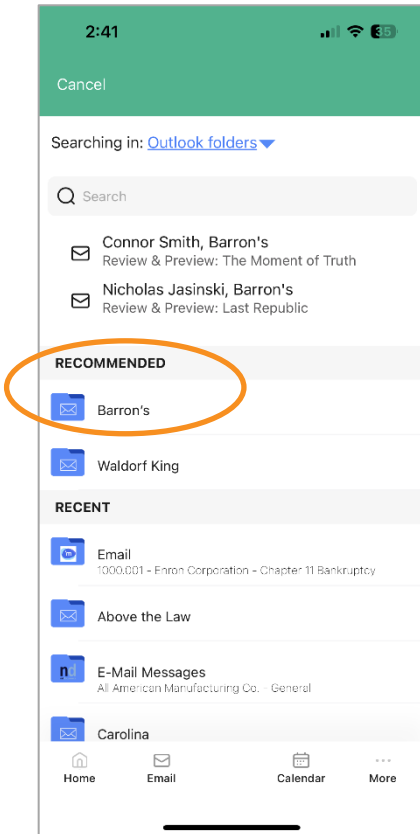 2:41
35
Cancel
Searching in: Outlook folders
Search
Connor Smith, Barron's
Review & Preview: The Moment of Truth
Nicholas Jasinski, Barron's
Review & Preview: Last Republic
RECOMMENDED
Barron's
Waldorf King
RECENT
m
Email
1000.001 - Enron Corporation - Chapter 11 Bankruptcy
Above the Law
nd
E-Mail Messages
All American Manufacturing Co. - General
Carolina
Home Email Calendar More